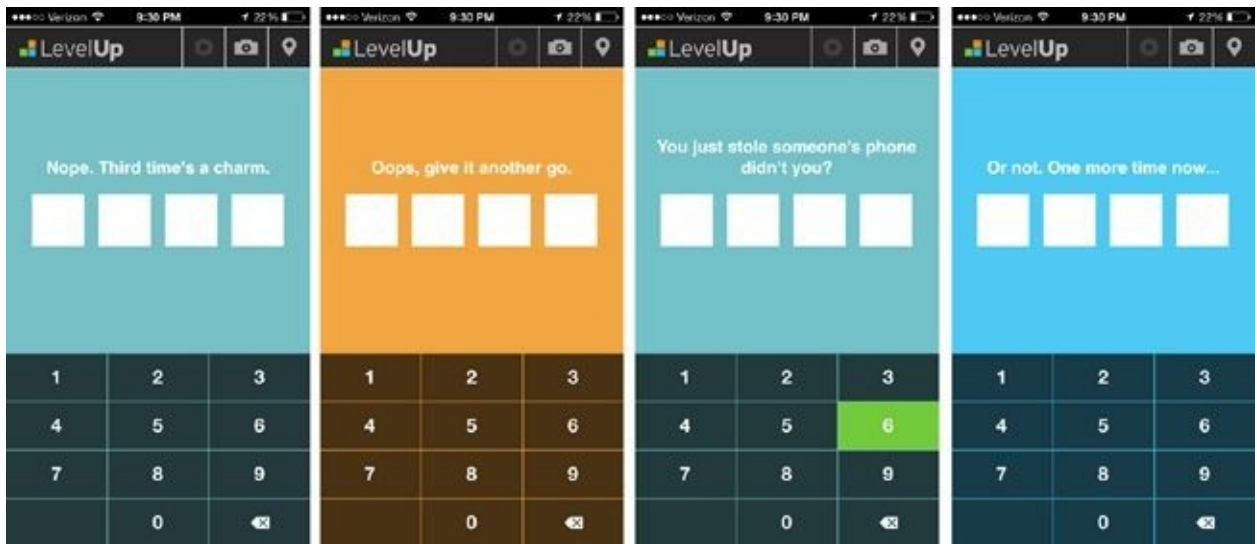 Verizon 9:30 PM 22%
LevelUp
Nope. Third time's a charm.
1 2 3
4 5 6
7 8 9
0
Verizon 9:30 PM 22%
LevelUp
Oops, give it another go.
1 2 3
4 5 6
7 8 9
0
Verizon 9:30 PM 22%
LevelUp
You just stole someone's phone
didn't you?
1 2 3
4 5 6
7 8 9
0
Verizon 9:30 PM 22%
LevelUp
Or not. One more time now...
1 2 3
4 5 6
7 8 9
0